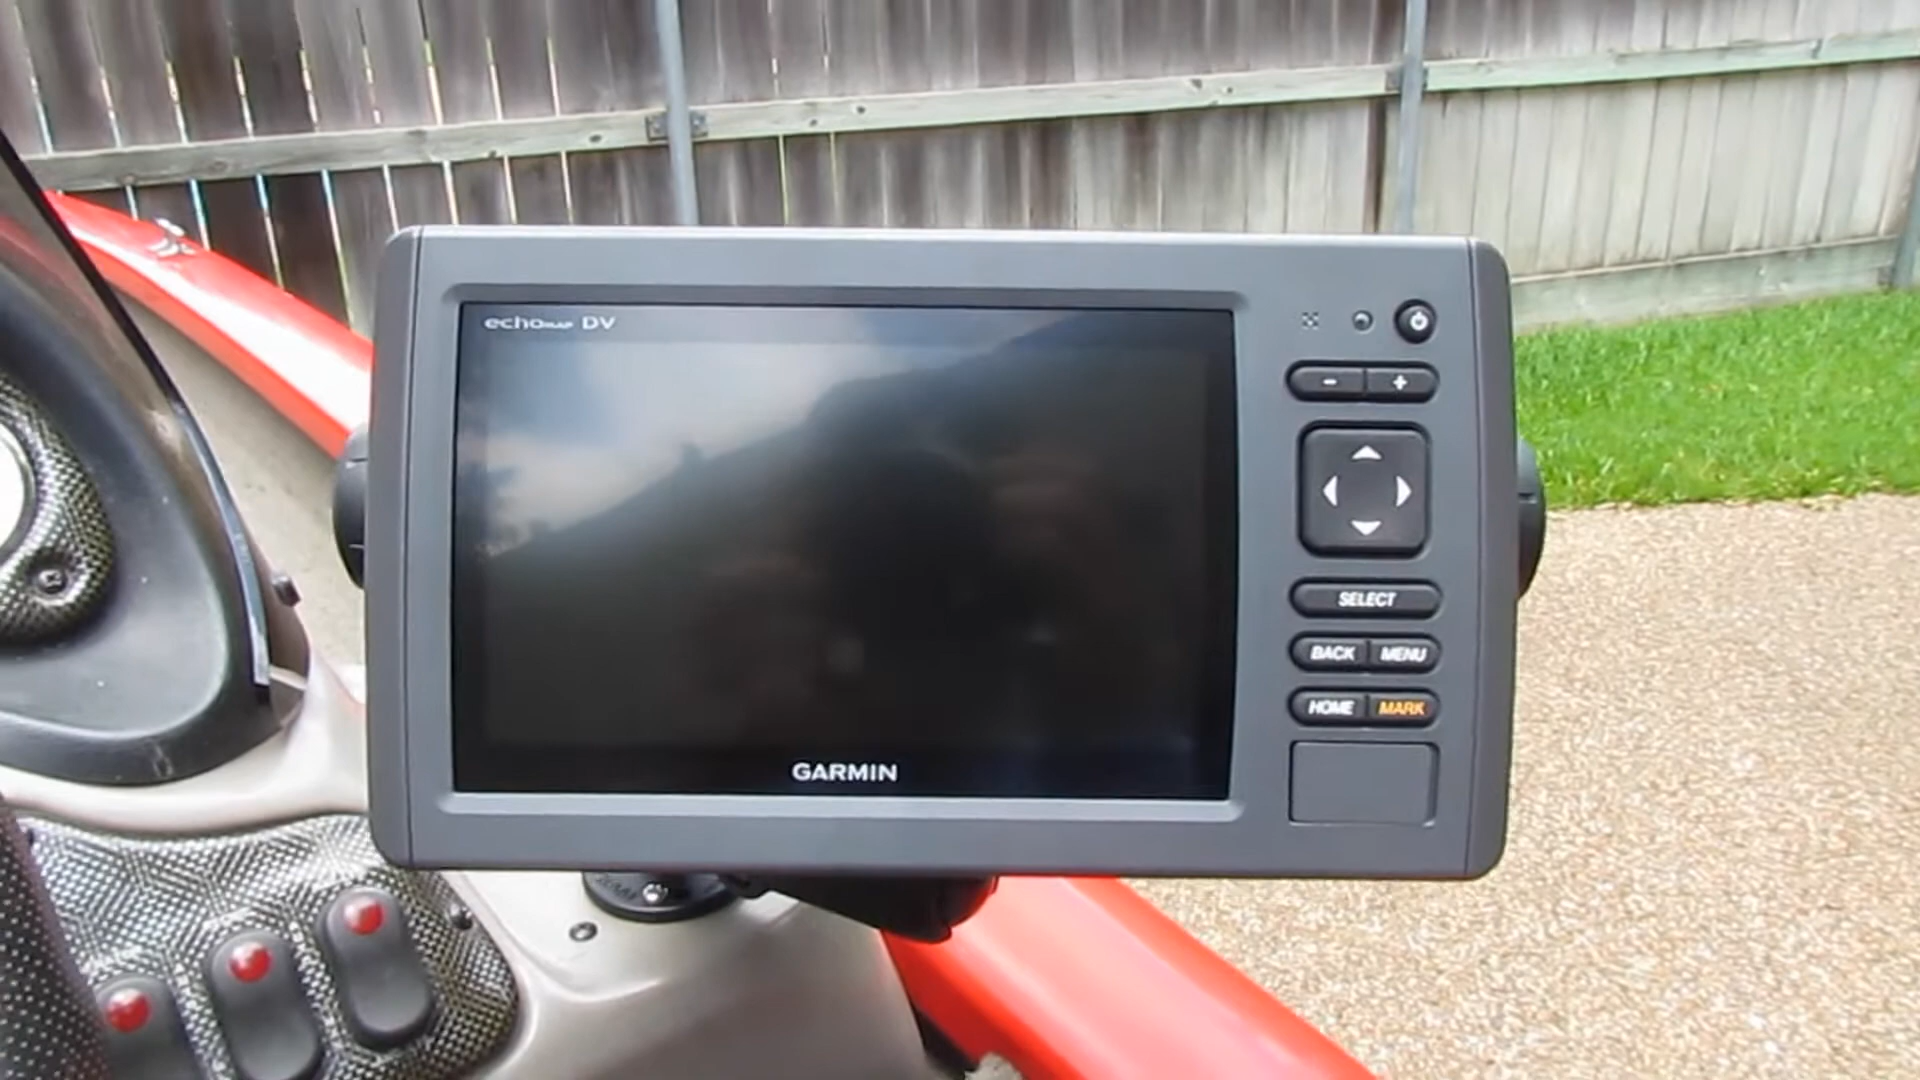 echoMAP DV
- +
SELECT
BACK MENU
HOME MARK
GARMIN